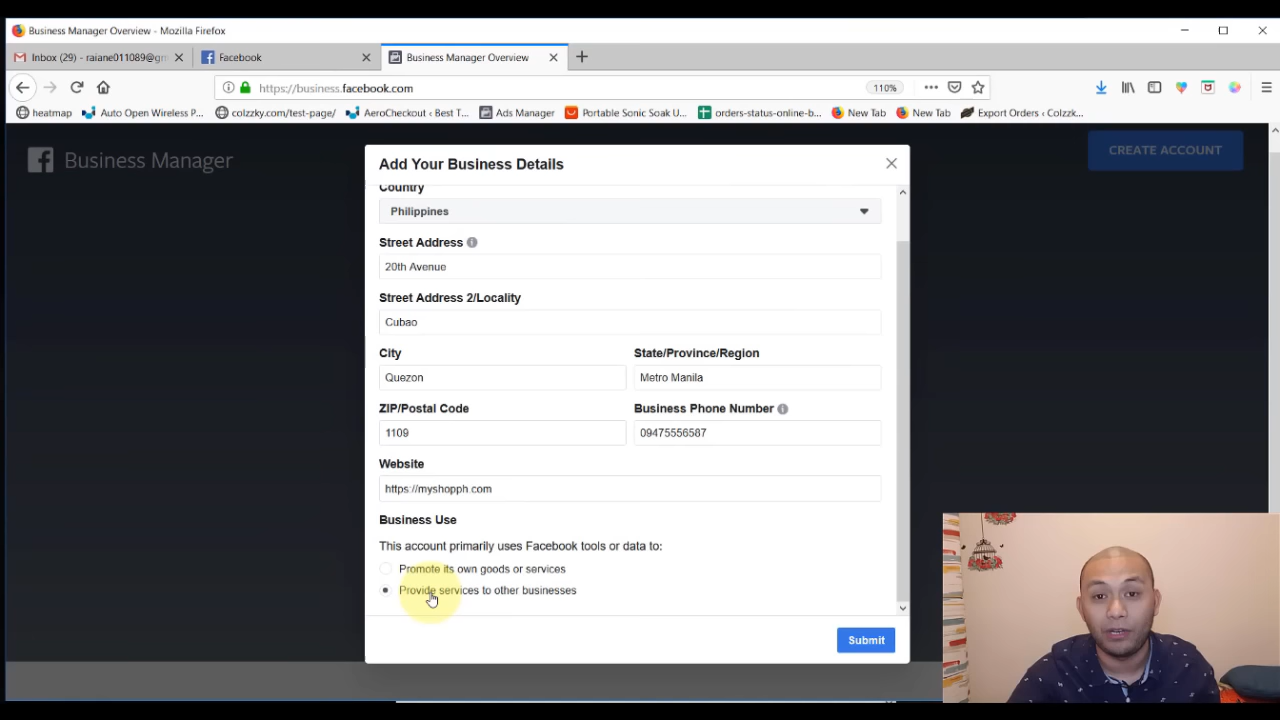 Business Manager Overview - Mozilla Firefox
Inbox (29) - raiane011089@gm
Facebook
Business Manager Overview
https://business.facebook.com
110%
heatmap
Auto Open Wireless P...
colzzky.com/test-page/
AeroCheckout ‹ Best T...
Ads Manager
Portable Sonic Soak U...
orders-status-online-b...
New Tab
New Tab
Export Orders ‹ Colzzk...
Business Manager
CREATE ACCOUNT
Add Your Business Details
Country
Philippines
Street Address
20th Avenue
Street Address 2/Locality
Cubao
City
State/Province/Region
Quezon
Metro Manila
ZIP/Postal Code
Business Phone Number
1109
09475556587
Website
https://myshopph.com
Business Use
This account primarily uses Facebook tools or data to:
Promote its own goods or services
Provide services to other businesses
Submit